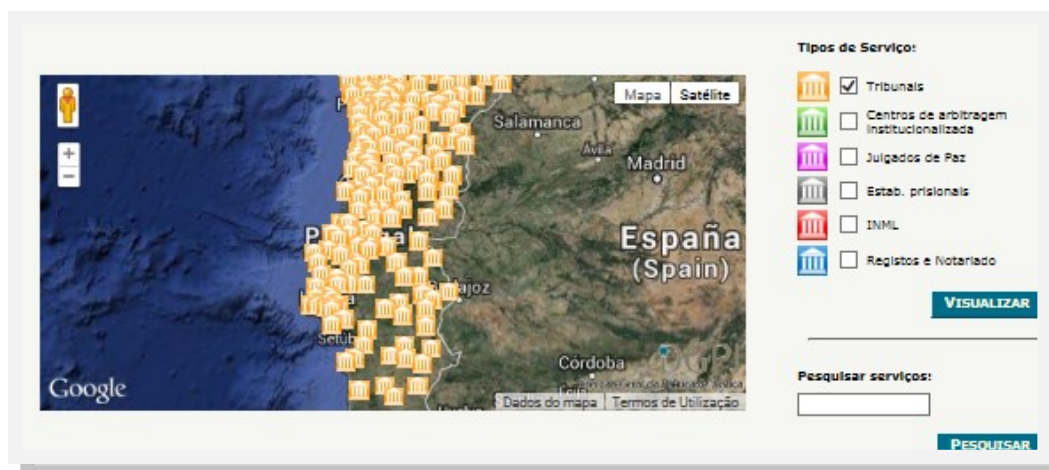 Tipos de Serviço:
Tribunais
Centros de arbitragem
institucionalizada
Julgados de Paz
Estab. prisionais
INML
Registos e Notariado
VISUALIZAR
Pesquisar serviços:
PESQUISAR
Mapa
Satélite
Salamanca
Ávila
Madrid
España
(Spain)
Córdoba
Google
Dados do mapa
Termos de Utilização
+
−